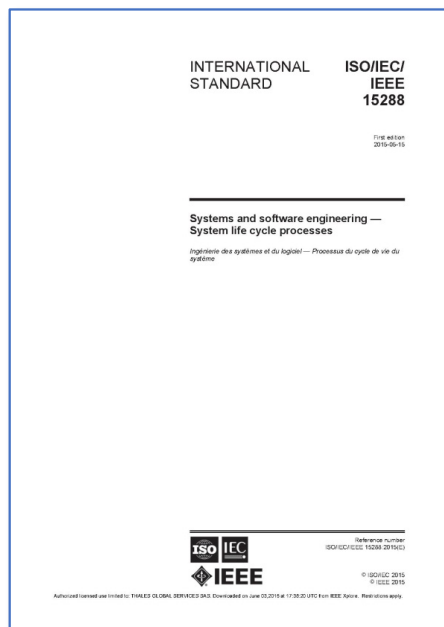 INTERNATIONAL
STANDARD
ISO/IEC/
IEEE
15288
First edition
2015-05-15
Systems and software engineering —
System life cycle processes
Ingénierie des systèmes et du logiciel — Processus du cycle de vie du
système
ISO
IEC
IEEE
Reference number
ISO/IEC/IEEE 15288:2015(E)
© ISO/IEC 2015
© IEEE 2015
Authorized licensed use limited to: THALES GLOBAL SERVICES SAS. Downloaded on June 03,2016 at 17:38:20 UTC from IEEE Xplore. Restrictions apply.